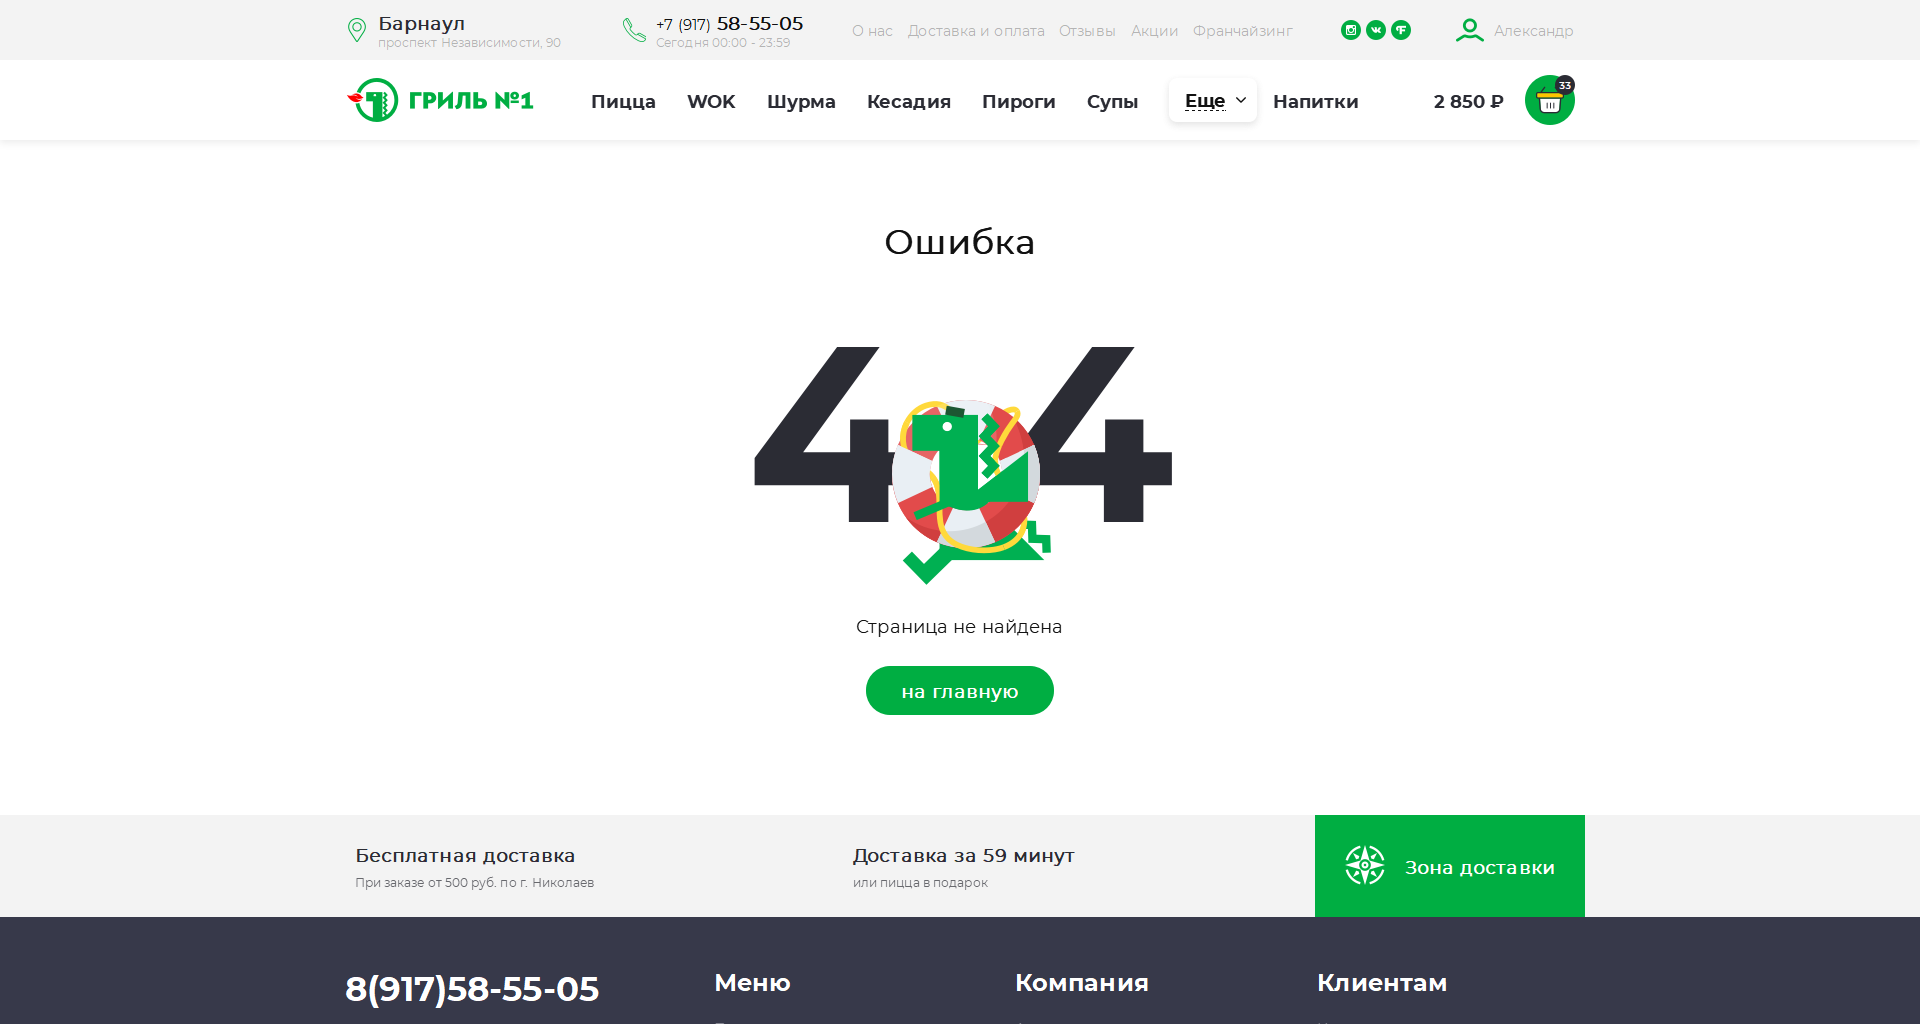 Барнаул
проспект Независимости, 90
+7 (917) 58-55-05
Сегодня 00:00 - 23:59
О нас Доставка и оплата Отзывы Акции Франчайзинг
Александр
ГРИЛЬ №1
Пицца WOK Шурма Кесадия Пироги Супы Еще Напитки
2 850 ₽
33
Ошибка
404
Страница не найдена
на главную
Бесплатная доставка
При заказе от 500 руб. по г. Николаев
Доставка за 59 минут
или пицца в подарок
Зона доставки
8(917)58-55-05
Меню
Компания
Клиентам